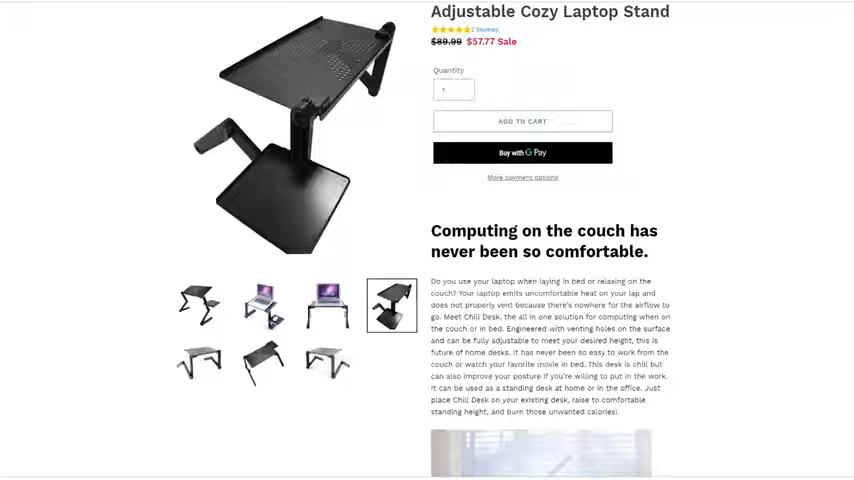 Adjustable Cozy Laptop Stand
2 Reviews
$89.99 $57.77 Sale
Quantity
1
ADD TO CART
Buy with G Pay
More payment options
Computing on the couch has
never been so comfortable.
Do you use your laptop when laying in bed or relaxing on the
couch? Your laptop emits uncomfortable heat on your lap and
does not properly vent because there's nowhere for the airflow to
go. Meet Chill Desk, the all in one solution for computing when on
the couch or in bed. Engineered with venting holes on the surface
and can be fully adjustable to meet your desired height, this is
future of home desks. It has never been so easy to work from the
couch or watch your favorite movie in bed. This desk is chill but
can also improve your posture if you're willing to put in the work.
It can be used as a standing desk at home or in the office. Just
place Chill Desk on your existing desk, raise to comfortable
standing height, and burn those unwanted calories!